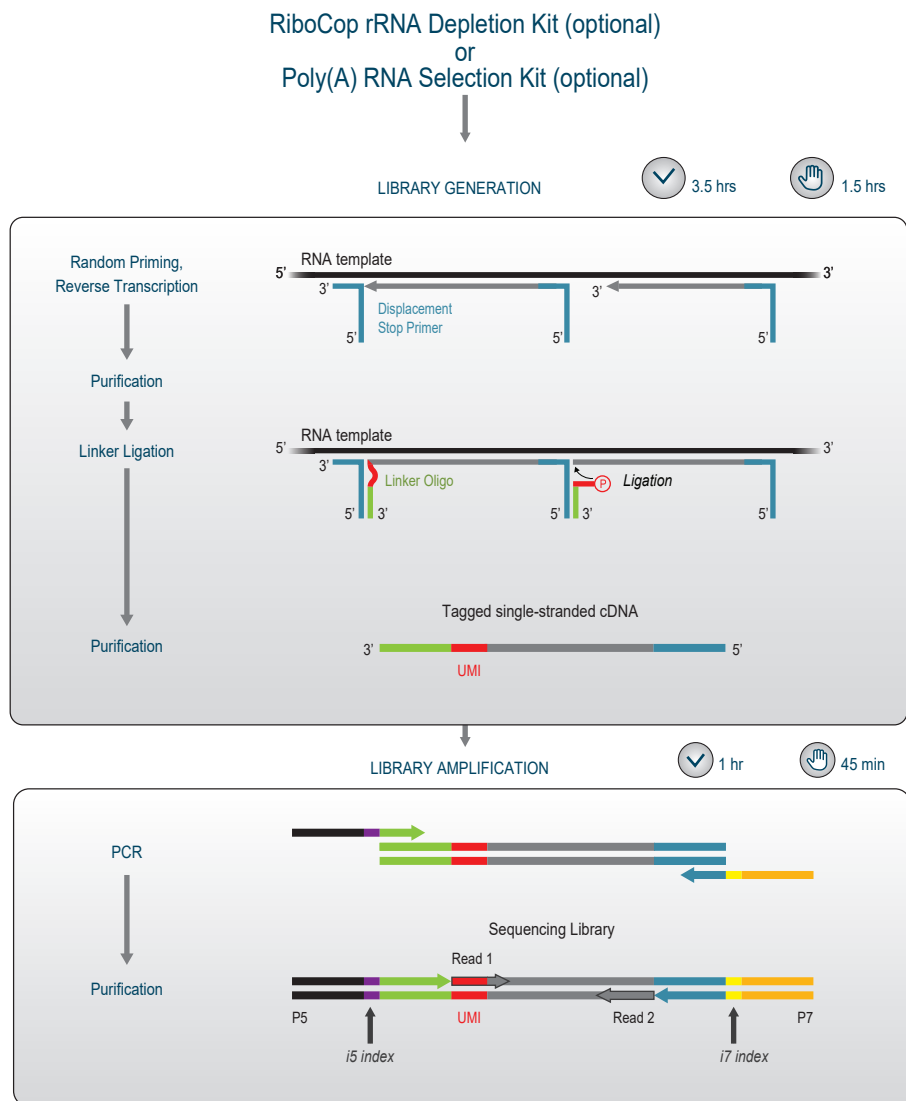 RiboCop rRNA Depletion Kit (optional)
or
Poly(A) RNA Selection Kit (optional)
LIBRARY GENERATION
3.5 hrs
1.5 hrs
Random Priming,
Reverse Transcription
RNA template
5’
3’
3’
3’
Displacement
Stop Primer
5’
5’
5’
Purification
Linker Ligation
RNA template
5’
3’
3’
Linker Oligo
P
Ligation
5’
3’
5’
3’
5’
Tagged single-stranded cDNA
Purification
3’
5’
UMI
LIBRARY AMPLIFICATION
1 hr
45 min
PCR
Sequencing Library
Read 1
Purification
P5
UMI
Read 2
P7
i5 index
i7 index